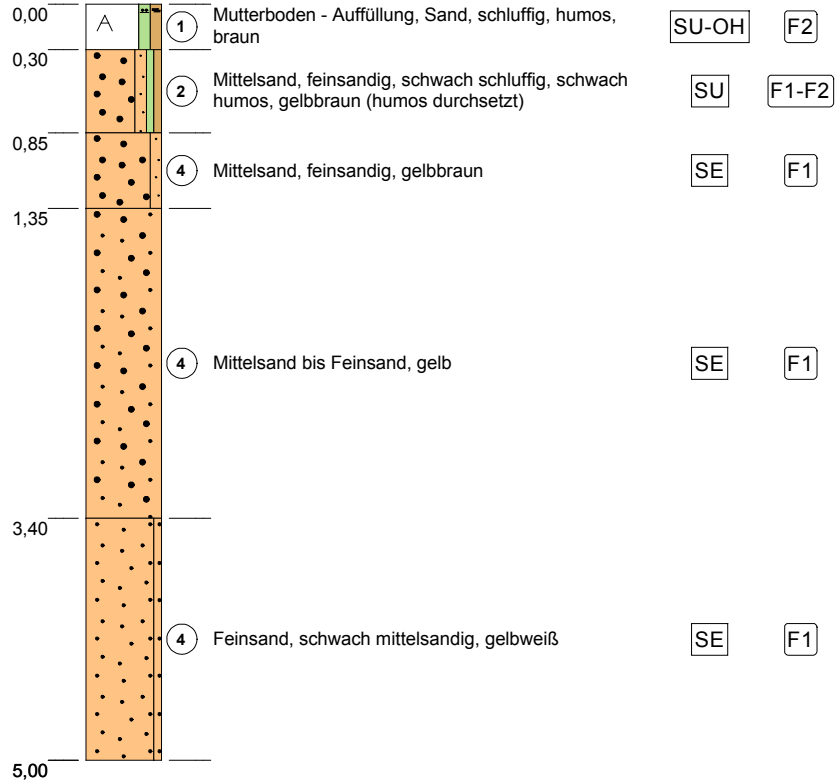 0,00
A
1
Mutterboden - Auffüllung, Sand, schluffig, humos,
braun
SU-OH
F2
0,30
2
Mittelsand, feinsandig, schwach schluffig, schwach
humos, gelbbraun (humos durchsetzt)
SU
F1-F2
0,85
4
Mittelsand, feinsandig, gelbbraun
SE
F1
1,35
4
Mittelsand bis Feinsand, gelb
SE
F1
3,40
4
Feinsand, schwach mittelsandig, gelbweiß
SE
F1
5,00